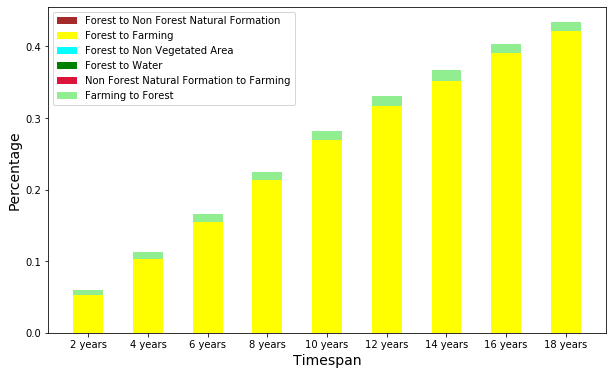 Forest to Non Forest Natural Formation
Forest to Farming
Forest to Non Vegetated Area
Forest to Water
Non Forest Natural Formation to Farming
Farming to Forest
0.4
0.3
0.2
0.1
0.0
Percentage
2 years 4 years 6 years 8 years 10 years 12 years 14 years 16 years 18 years
Timespan